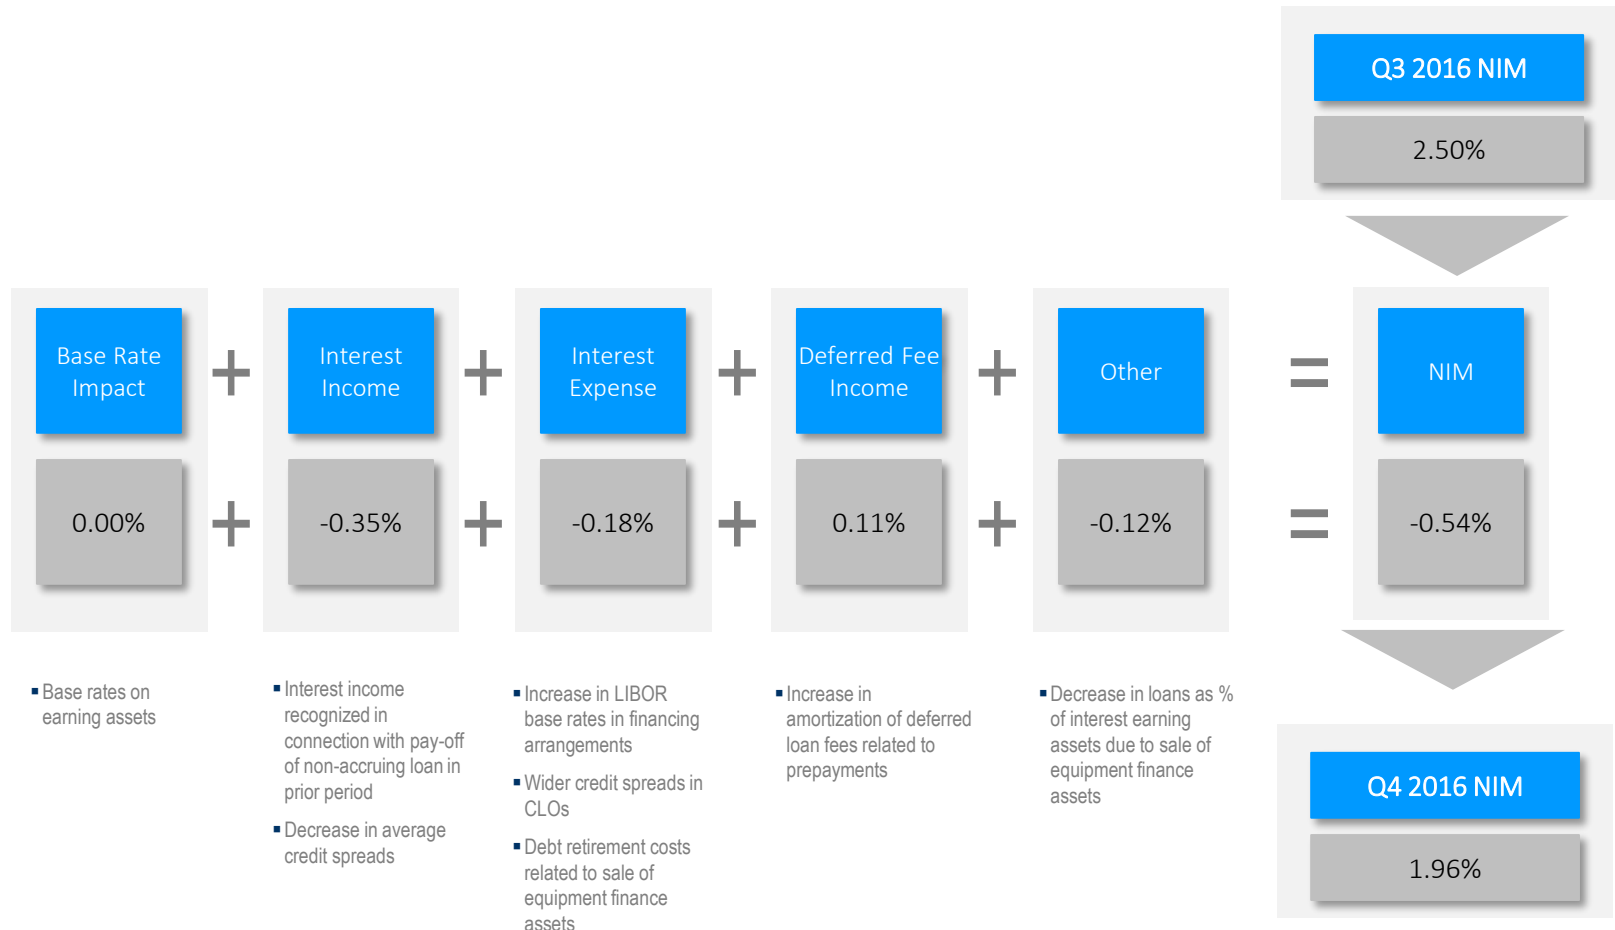 Q3 2016 NIM
2.50%
Base Rate
Impact
+
Interest
Income
+
Interest
Expense
+
Deferred Fee
Income
+
Other
=
NIM
0.00%
+
-0.35%
+
-0.18%
+
0.11%
+
-0.12%
=
-0.54%
▪ Base rates on
earning assets
▪ Interest income
recognized in
connection with pay-off
of non-accruing loan in
prior period
▪ Decrease in average
credit spreads
▪ Increase in LIBOR
base rates in financing
arrangements
▪ Wider credit spreads in
CLOs
▪ Debt retirement costs
related to sale of
equipment finance
assets
▪ Increase in
amortization of deferred
loan fees related to
prepayments
▪ Decrease in loans as %
of interest earning
assets due to sale of
equipment finance
assets
Q4 2016 NIM
1.96%